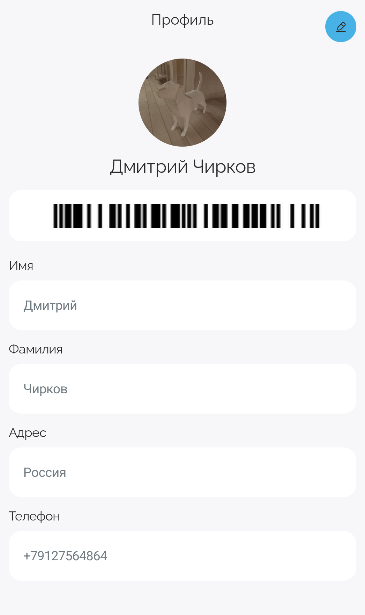 Профиль
Дмитрий Чирков
Имя
Дмитрий
Фамилия
Чирков
Адрес
Россия
Телефон
+79127564864